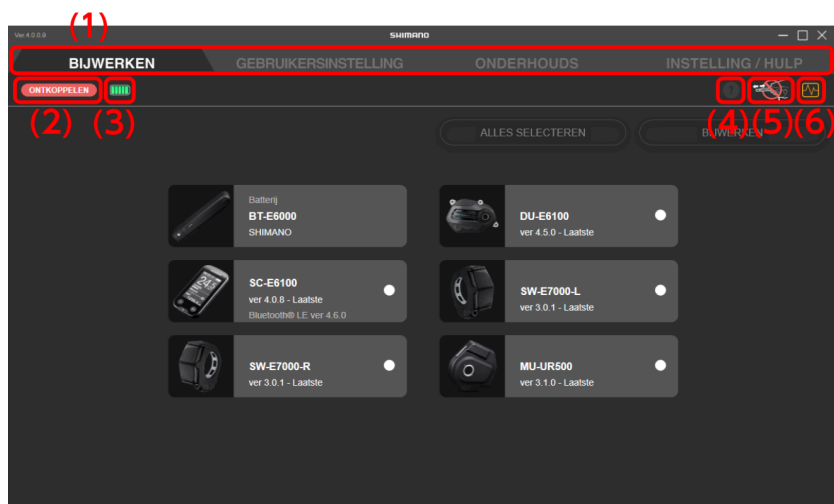 (1)
Ver.4.0.0.9 SHIMANO
BIJWERKEN GEBRUIKERSINSTELLING ONDERHOUDS INSTELLING / HULP
ONTKOPPELEN
(2) (3) (4) (5) (6)
ALLES SELECTEREN BIJWERKEN
Batterij
BT-E6000
SHIMANO
DU-E6100
ver 4.5.0 - Laatste
SC-E6100
ver 4.0.8 - Laatste
Bluetooth® LE ver 4.6.0
SW-E7000-L
ver 3.0.1 - Laatste
SW-E7000-R
ver 3.0.1 - Laatste
MU-UR500
ver 3.1.0 - Laatste